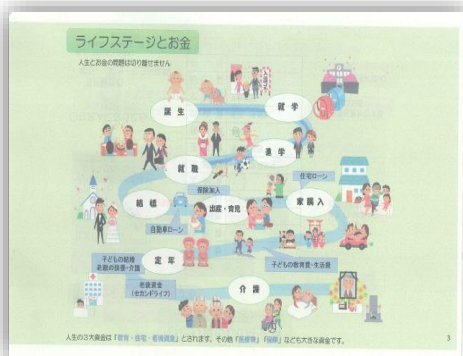 ライフステージとお金
人生とお金の問題は切り離せません
誕生
就学
進学
就職
住宅ローン
保険加入
結婚
出産・育児
家購入
自動車ローン
子どもの結婚
老親の扶養・介護
定年
子どもの教育費・生活費
老後資金
(セカンドライフ)
介護
人生の3大資金は「教育・住宅・老後資金」とされます。その他「医療費」「保険」なども大きな資金です。
3